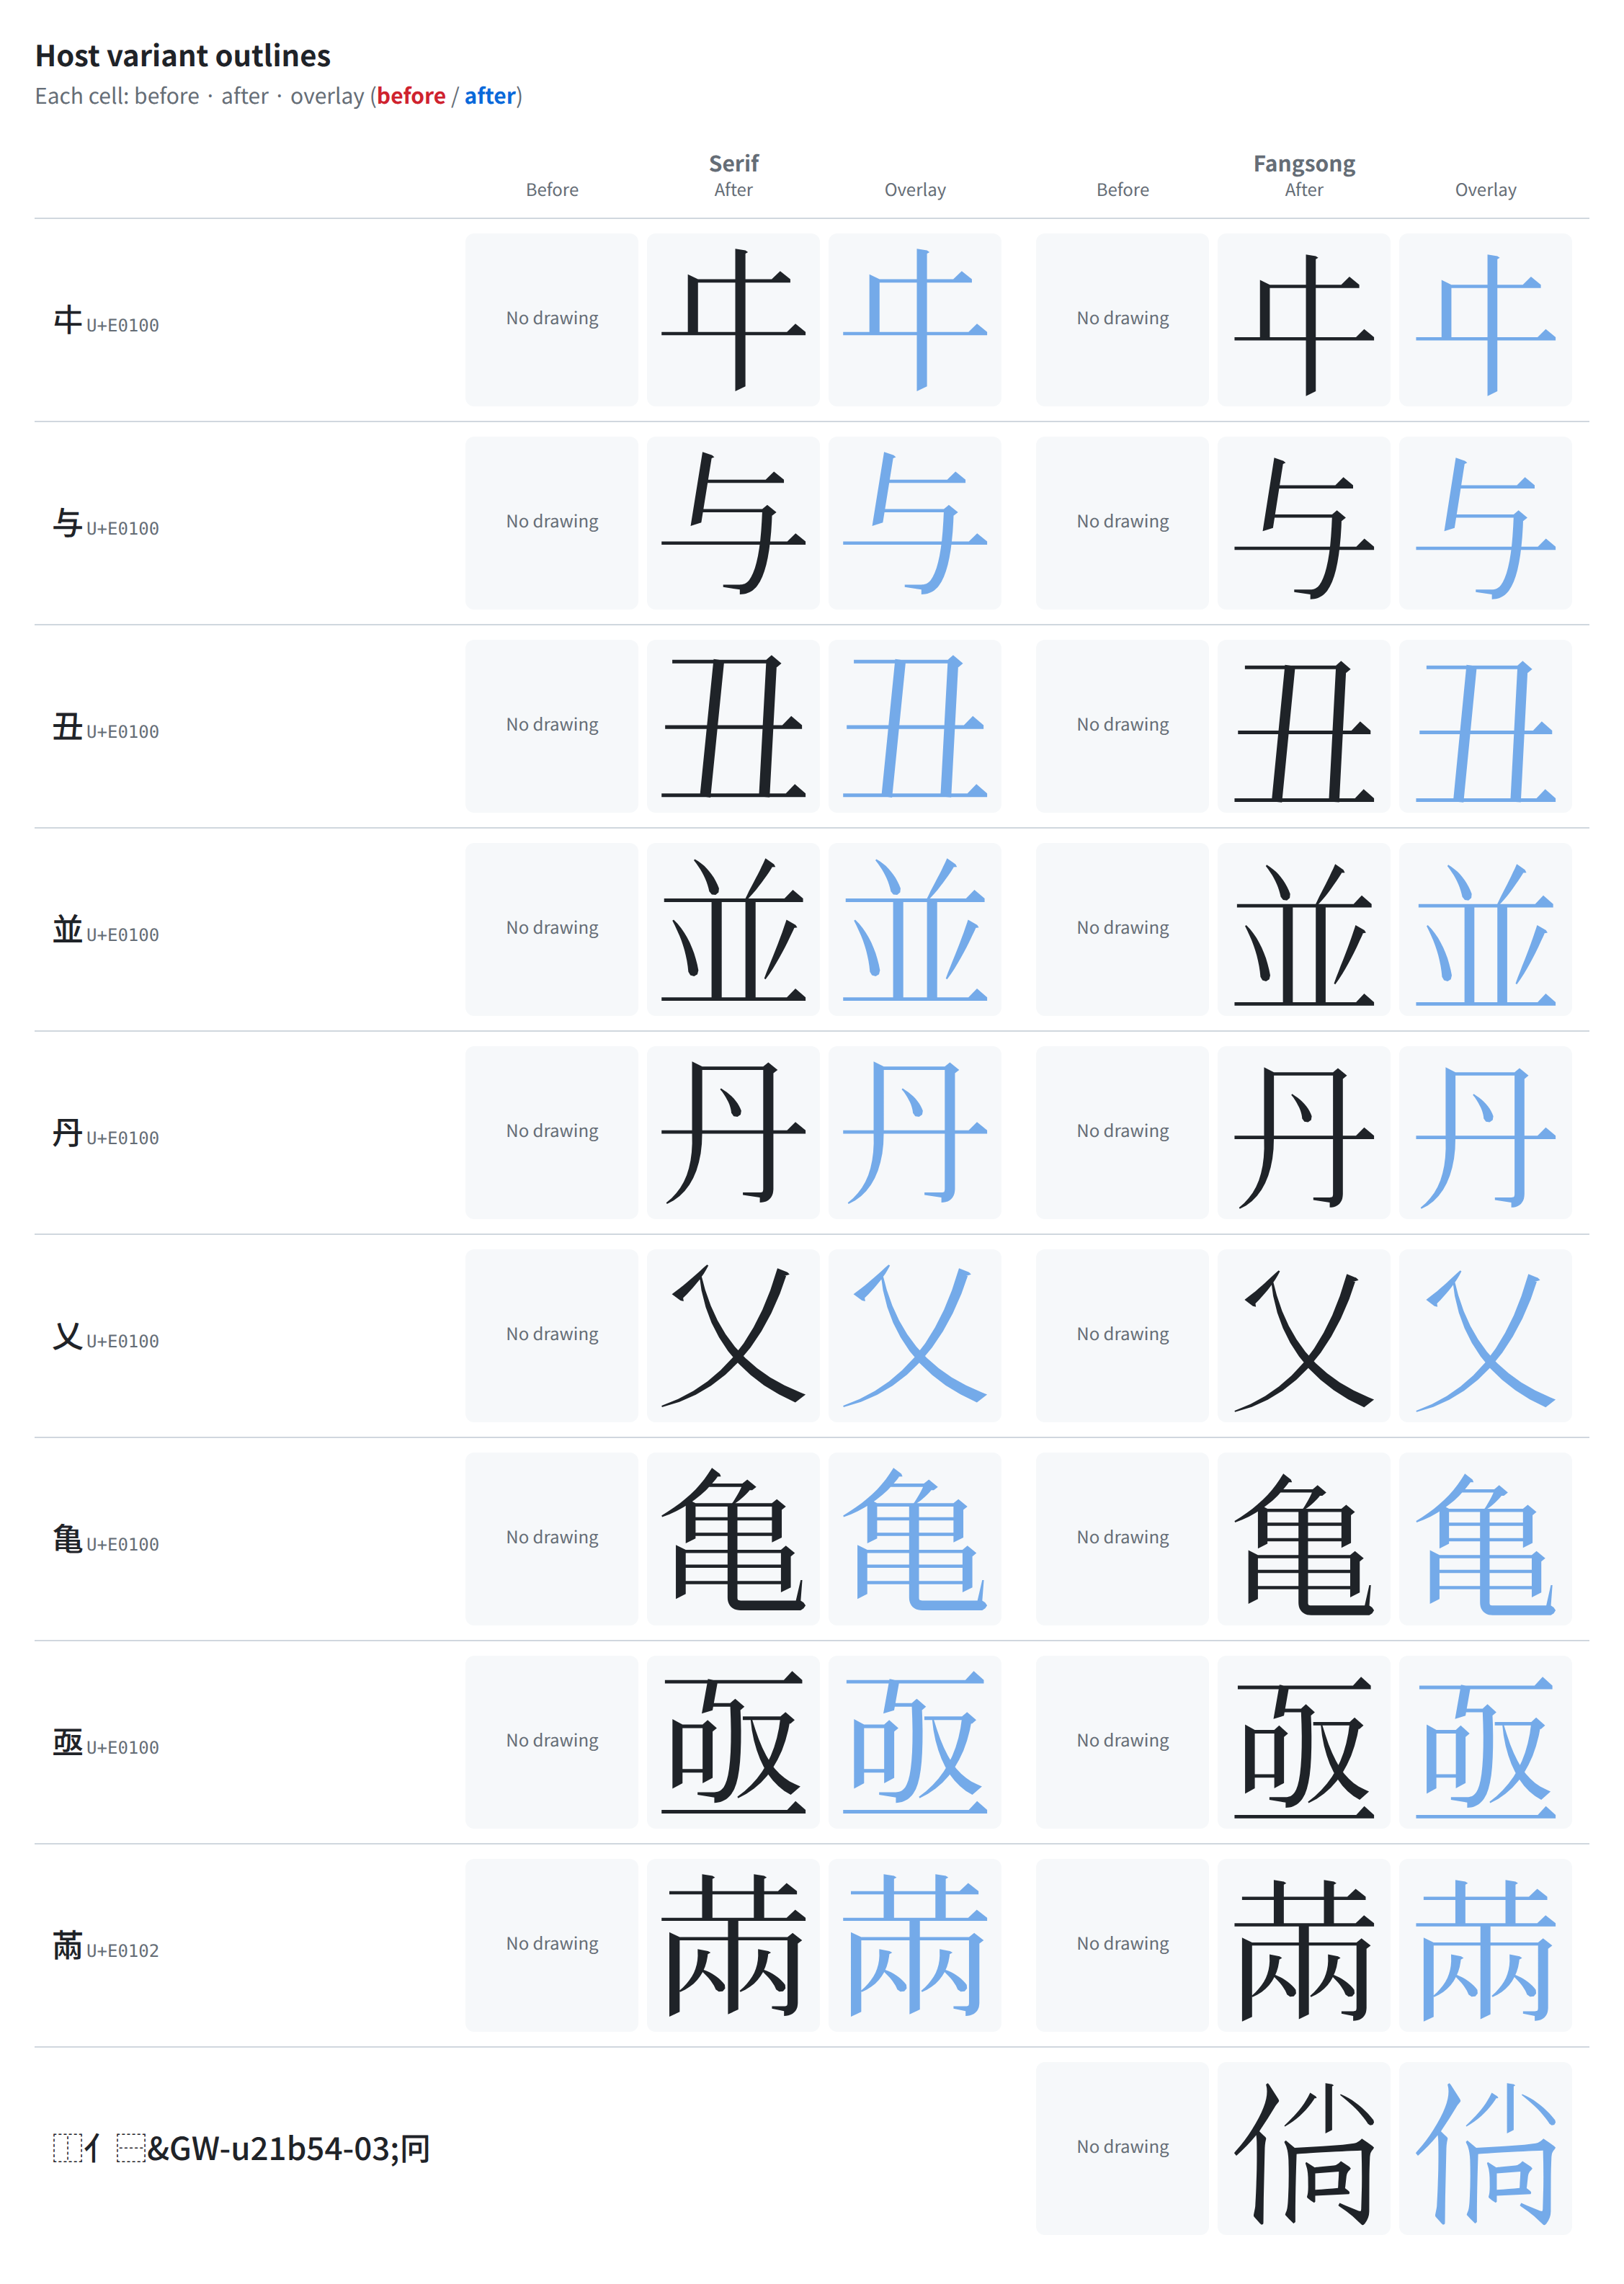 Host variant outlines
Each cell: before · after · overlay (before / after)
Serif Fangsong
Before After Overlay Before After Overlay
㐄 U+E0100 No drawing No drawing
与 U+E0100 No drawing No drawing
丑 U+E0100 No drawing No drawing
並 U+E0100 No drawing No drawing
丹 U+E0100 No drawing No drawing
乂 U+E0100 No drawing No drawing
亀 U+E0100 No drawing No drawing
亟 U+E0100 No drawing No drawing
㒼 U+E0102 No drawing No drawing
⿰亻⿱&GW-u21b54-03;冋 No drawing